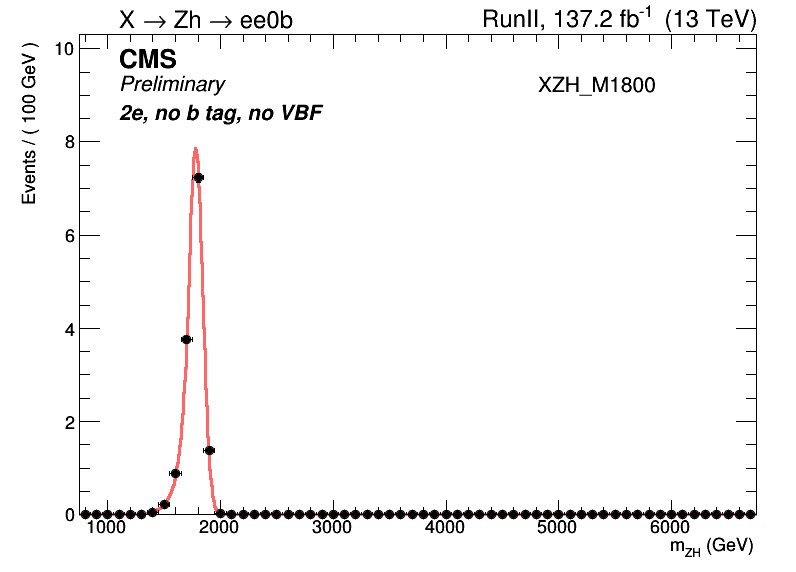 X → Zh → ee0b
RunII, 137.2 fb⁻¹ (13 TeV)
CMS
Preliminary
2e, no b tag, no VBF
XZH_M1800
Events / ( 100 GeV )
10
8
6
4
2
0
1000 2000 3000 4000 5000 6000
m_ZH (GeV)